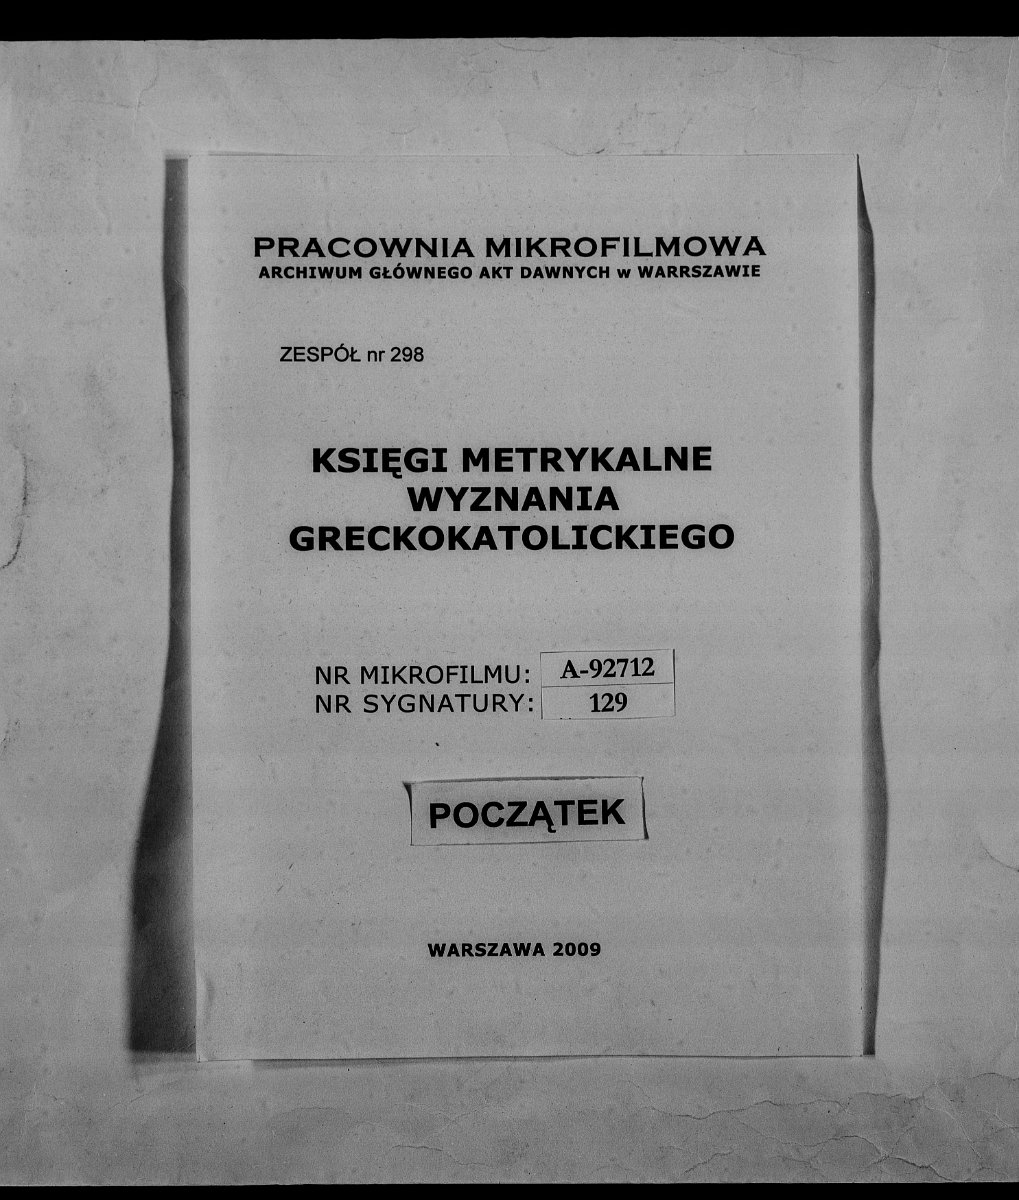 PRACOWNIA MIKROFILMOWA
ARCHIWUM GŁÓWNEGO AKT DAWNYCH w WARRSZAWIE
ZESPÓŁ nr 298
KSIĘGI METRYKALNE
WYZNANIA
GRECKOKATOLICKIEGO
NR MIKROFILMU: A-92712
NR SYGNATURY: 129
POCZĄTEK
WARSZAWA 2009